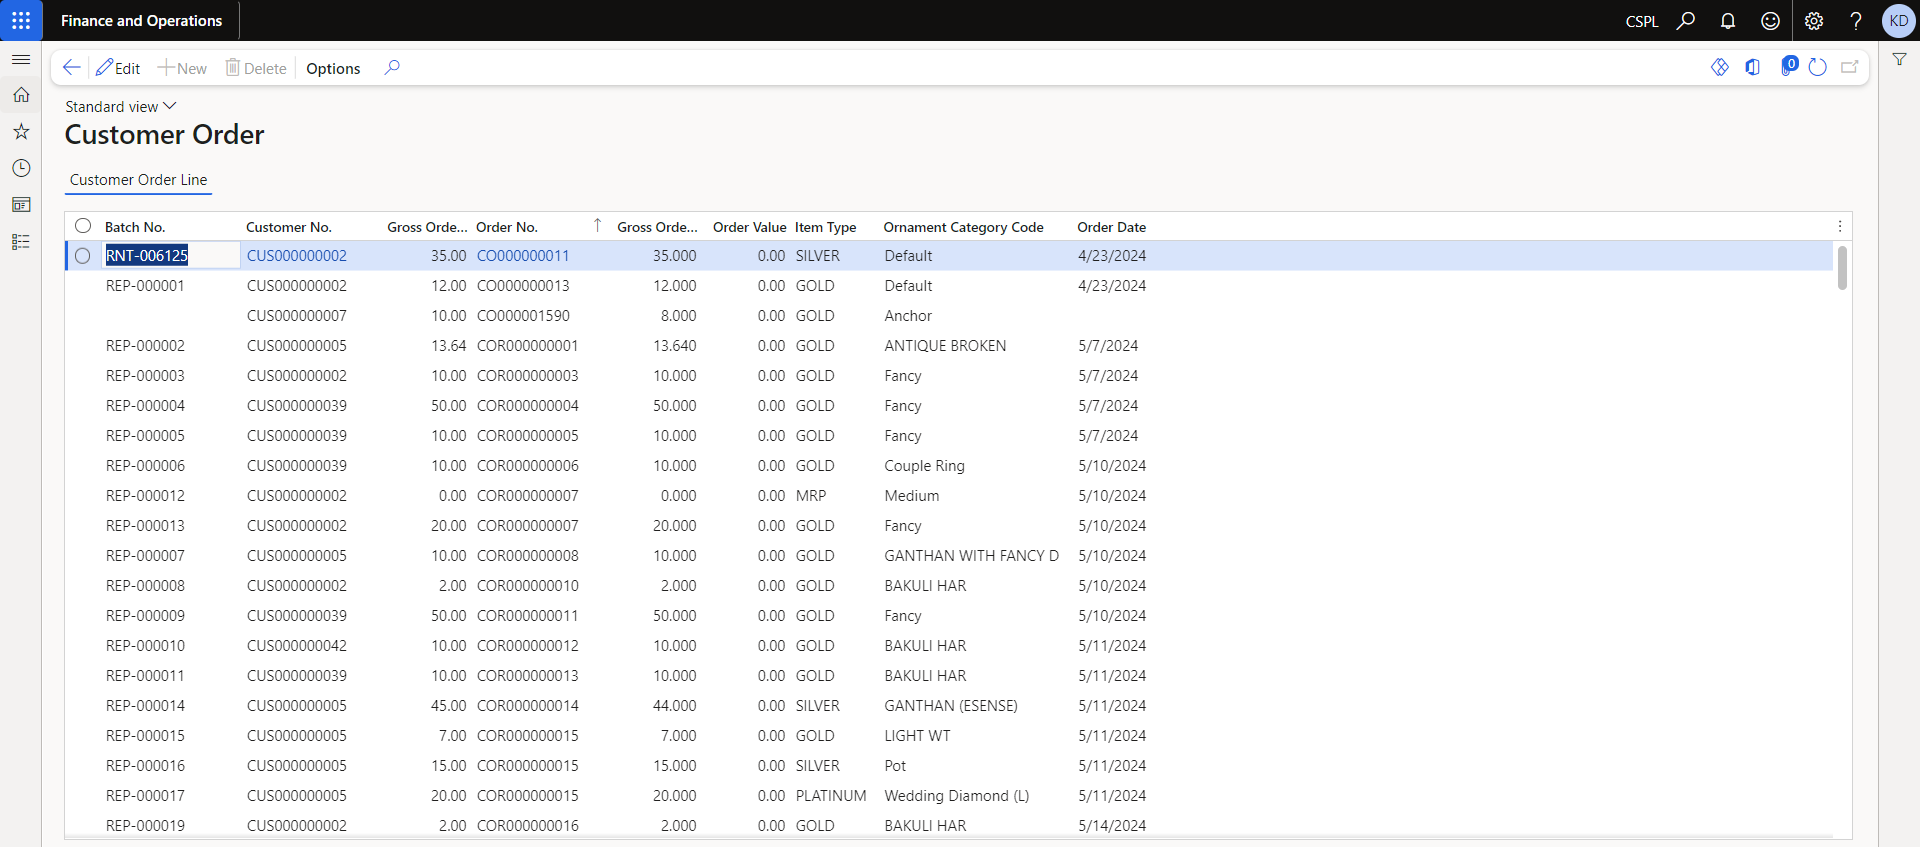 Finance and Operations CSPL ? KD
Edit New Delete Options 0
Standard view
Customer Order
Customer Order Line
Batch No. Customer No. Gross Orde... Order No. Gross Orde... Order Value Item Type Ornament Category Code Order Date
RNT-006125 CUS000000002 35.00 CO000000011 35.000 0.00 SILVER Default 4/23/2024
REP-000001 CUS000000002 12.00 CO000000013 12.000 0.00 GOLD Default 4/23/2024
CUS000000007 10.00 CO000001590 8.000 0.00 GOLD Anchor
REP-000002 CUS000000005 13.64 COR000000001 13.640 0.00 GOLD ANTIQUE BROKEN 5/7/2024
REP-000003 CUS000000002 10.00 COR000000003 10.000 0.00 GOLD Fancy 5/7/2024
REP-000004 CUS000000039 50.00 COR000000004 50.000 0.00 GOLD Fancy 5/7/2024
REP-000005 CUS000000039 10.00 COR000000005 10.000 0.00 GOLD Fancy 5/7/2024
REP-000006 CUS000000039 10.00 COR000000006 10.000 0.00 GOLD Couple Ring 5/10/2024
REP-000012 CUS000000002 0.00 COR000000007 0.000 0.00 MRP Medium 5/10/2024
REP-000013 CUS000000002 20.00 COR000000007 20.000 0.00 GOLD Fancy 5/10/2024
REP-000007 CUS000000005 10.00 COR000000008 10.000 0.00 GOLD GANTHAN WITH FANCY D 5/10/2024
REP-000008 CUS000000002 2.00 COR000000010 2.000 0.00 GOLD BAKULI HAR 5/10/2024
REP-000009 CUS000000039 50.00 COR000000011 50.000 0.00 GOLD Fancy 5/10/2024
REP-000010 CUS000000042 10.00 COR000000012 10.000 0.00 GOLD BAKULI HAR 5/11/2024
REP-000011 CUS000000039 10.00 COR000000013 10.000 0.00 GOLD BAKULI HAR 5/11/2024
REP-000014 CUS000000005 45.00 COR000000014 44.000 0.00 SILVER GANTHAN (ESENSE) 5/11/2024
REP-000015 CUS000000005 7.00 COR000000015 7.000 0.00 GOLD LIGHT WT 5/11/2024
REP-000016 CUS000000005 15.00 COR000000015 15.000 0.00 SILVER Pot 5/11/2024
REP-000017 CUS000000005 20.00 COR000000015 20.000 0.00 PLATINUM Wedding Diamond (L) 5/11/2024
REP-000019 CUS000000002 2.00 COR000000016 2.000 0.00 GOLD BAKULI HAR 5/14/2024